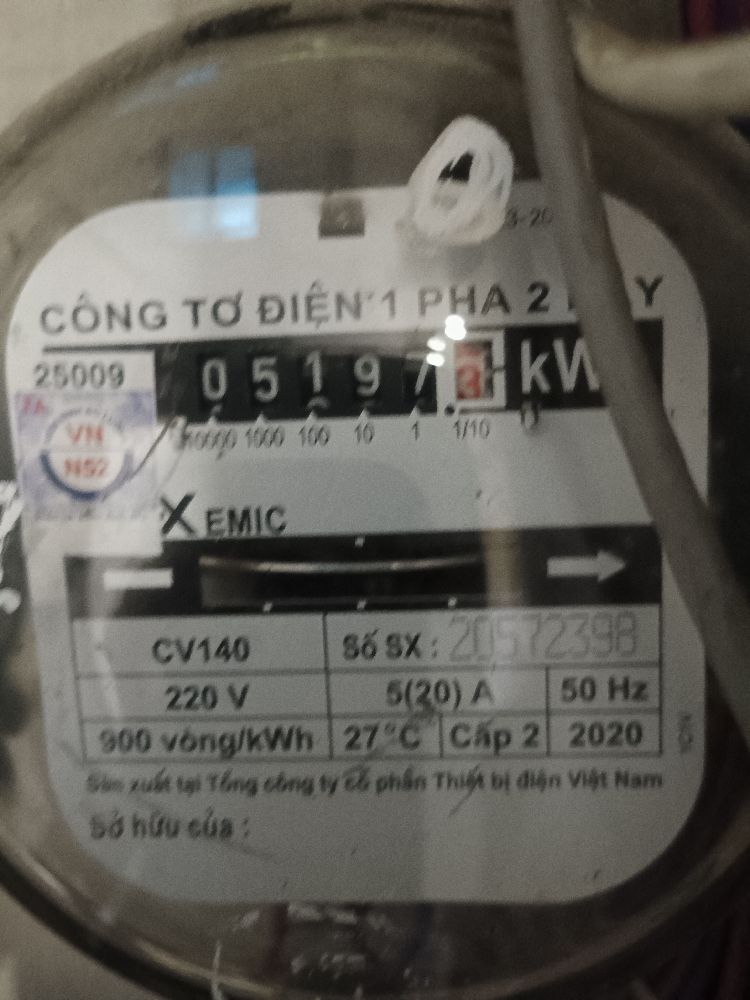 3-20
CÔNG TƠ ĐIỆN 1 PHA 2 Y
25009
0 5 1 9 7 3 kW
10000 1000 100 10 1 1/10
VN
N52
EMIC
CV140 Số SX : 20572398
220 V 5(20) A 50 Hz
900 vòng/kWh 27°C Cấp 2 2020
Sản xuất tại Tổng công ty cổ phần Thiết bị điện Việt Nam
Sở hữu của :